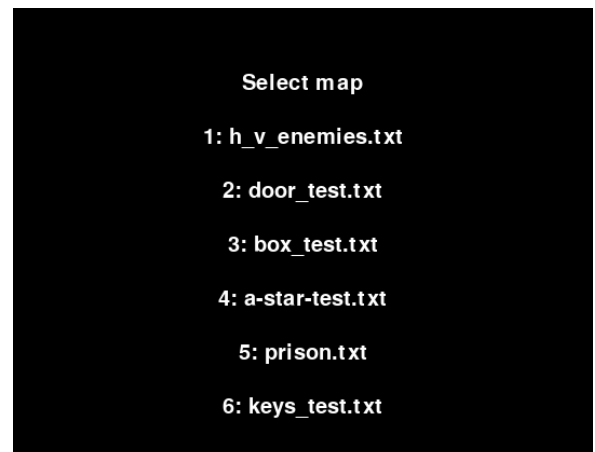 Select map
1: h_v_enemies.txt
2: door_test.txt
3: box_test.txt
4: a-star-test.txt
5: prison.txt
6: keys_test.txt